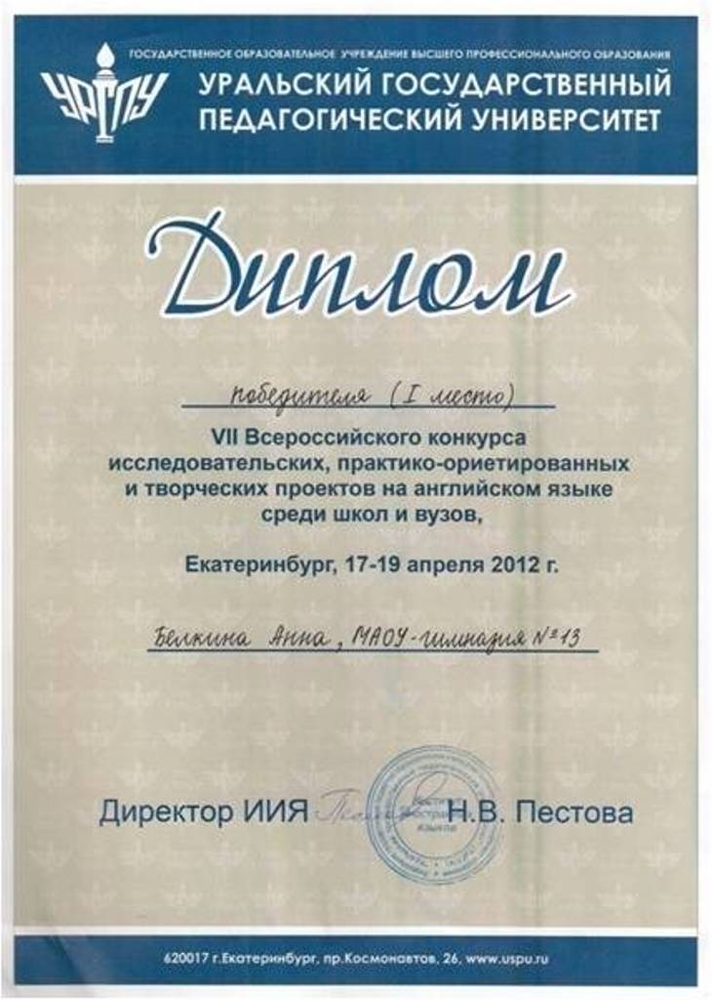 ГОСУДАРСТВЕННОЕ ОБРАЗОВАТЕЛЬНОЕ УЧРЕЖДЕНИЕ ВЫСШЕГО ПРОФЕССИОНАЛЬНОГО ОБРАЗОВАНИЯ
УРГПУ
УРАЛЬСКИЙ ГОСУДАРСТВЕННЫЙ
ПЕДАГОГИЧЕСКИЙ УНИВЕРСИТЕТ
Диплом
победителя (I место)
VII Всероссийского конкурса
исследовательских, практико-ориетированных
и творческих проектов на английском языке
среди школ и вузов,
Екатеринбург, 17-19 апреля 2012 г.
Белкина Анна, МАОУ-гимназия №13
Директор ИИЯ Н.В. Пестова
620017 г.Екатеринбург, пр.Космонавтов, 26, www.uspu.ru